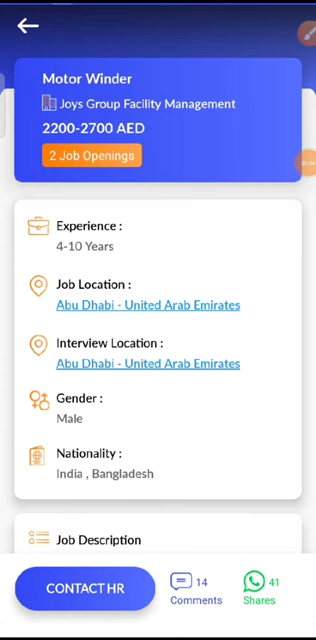 Motor Winder
Joys Group Facility Management
2200-2700 AED
2 Job Openings
Experience :
4-10 Years
Job Location :
Abu Dhabi - United Arab Emirates
Interview Location :
Abu Dhabi - United Arab Emirates
Gender :
Male
Nationality :
India , Bangladesh
Job Description
CONTACT HR
14
Comments
41
Shares